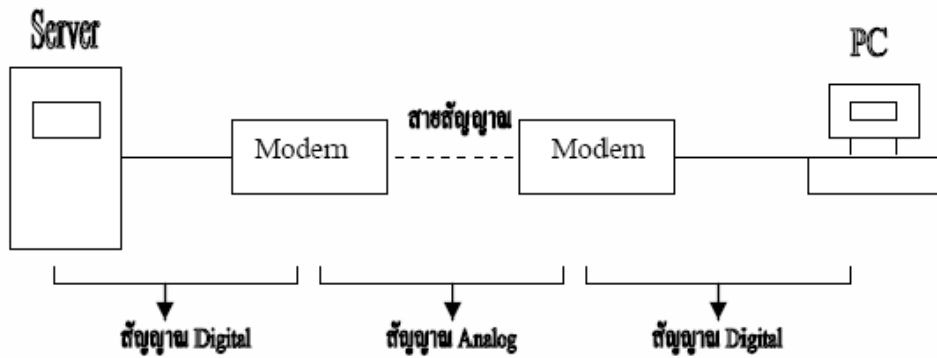 Server
PC
สายสัญญาณ
Modem
Modem
สัญญาณ Digital
สัญญาณ Analog
สัญญาณ Digital